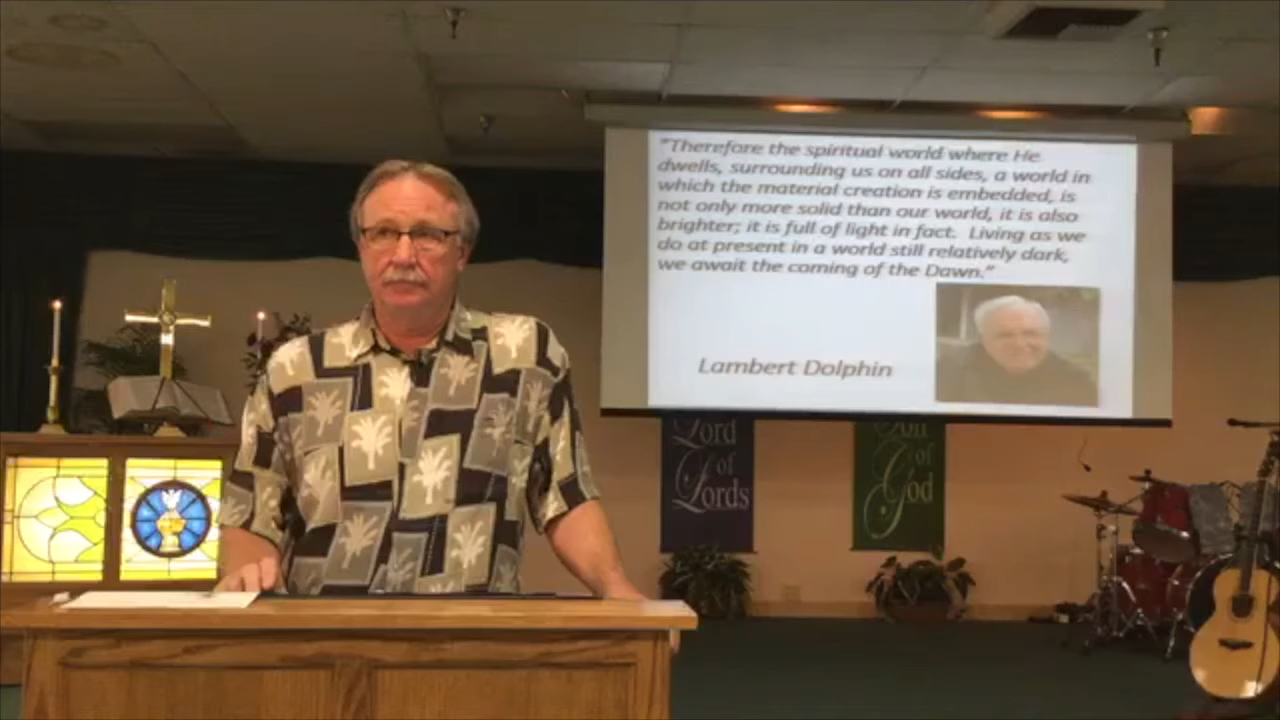 "Therefore the spiritual world where He
dwells, surrounding us on all sides, a world in
which the material creation is embedded, is
not only more solid than our world, it is also
brighter; it is full of light in fact.  Living as we
do at present in a world still relatively dark,
we await the coming of the Dawn."
Lambert Dolphin
Lord
of
Lords
Son
of
God